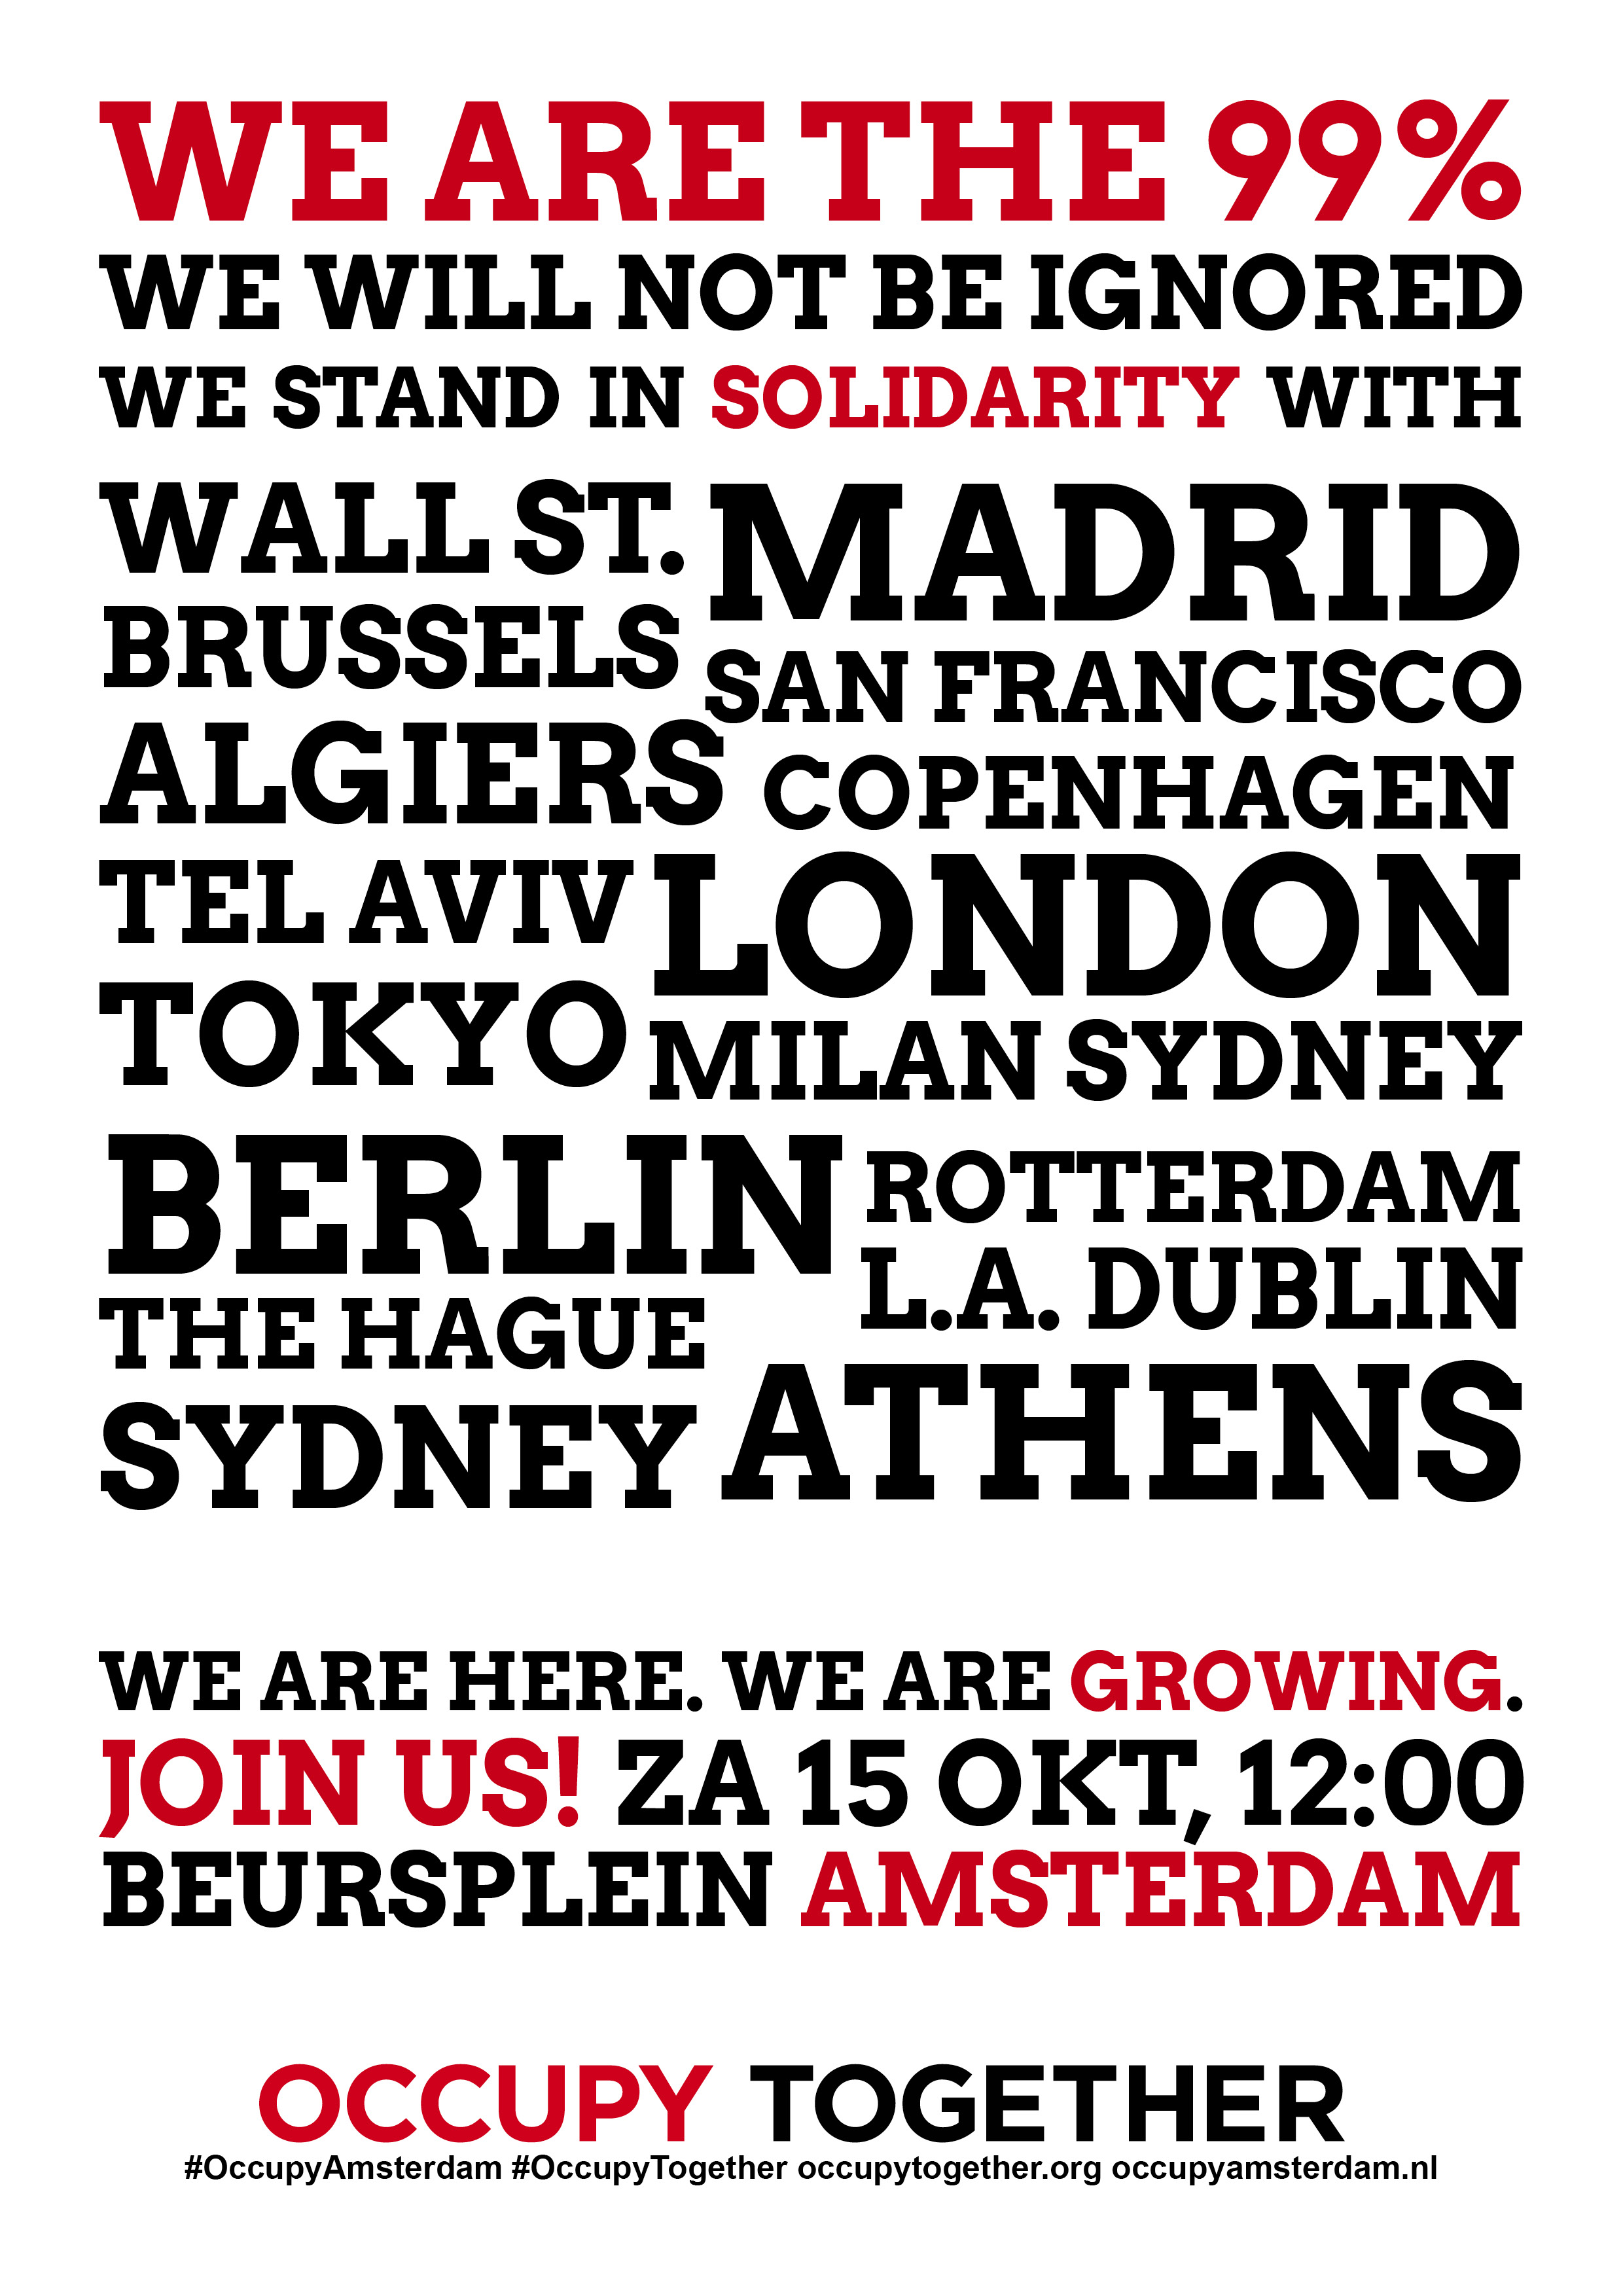 WE ARE THE 99%
WE WILL NOT BE IGNORED
WE STAND IN SOLIDARITY WITH
WALL ST.
MADRID
BRUSSELS
SAN FRANCISCO
ALGIERS
COPENHAGEN
TEL AVIV
LONDON
TOKYO
MILAN SYDNEY
BERLIN
ROTTERDAM
L.A. DUBLIN
THE HAGUE
SYDNEY
ATHENS
WE ARE HERE. WE ARE GROWING.
JOIN US! ZA 15 OKT, 12:00
BEURSPLEIN AMSTERDAM
OCCUPY TOGETHER
#OccupyAmsterdam #OccupyTogether occupytogether.org occupyamsterdam.nl